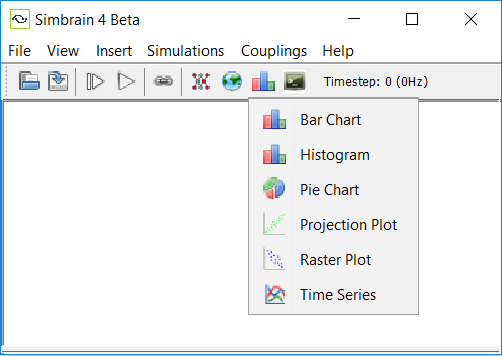 Simbrain 4 Beta
File View Insert Simulations Couplings Help
Timestep: 0 (0Hz)
Bar Chart
Histogram
Pie Chart
Projection Plot
Raster Plot
Time Series